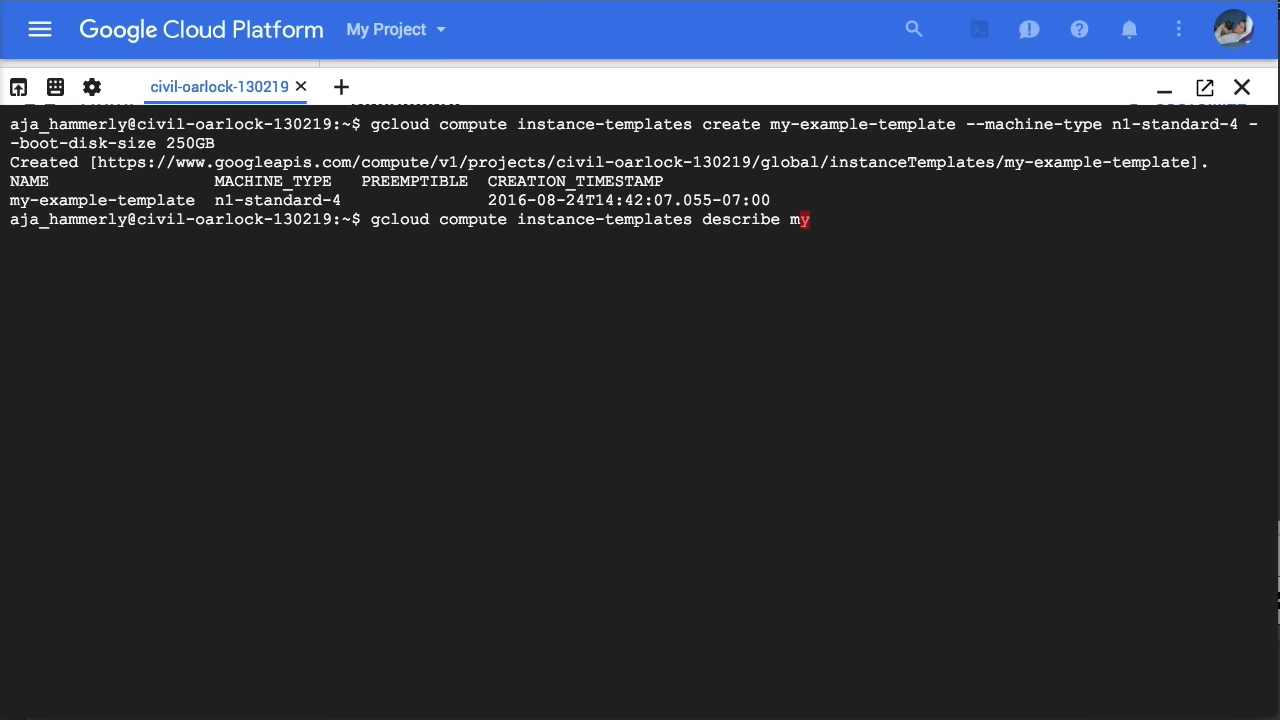 Google Cloud Platform My Project
civil-oarlock-130219
aja_hammerly@civil-oarlock-130219:~$ gcloud compute instance-templates create my-example-template --machine-type n1-standard-4 -
-boot-disk-size 250GB
Created [https://www.googleapis.com/compute/v1/projects/civil-oarlock-130219/global/instanceTemplates/my-example-template].
NAME MACHINE_TYPE PREEMPTIBLE CREATION_TIMESTAMP
my-example-template n1-standard-4 2016-08-24T14:42:07.055-07:00
aja_hammerly@civil-oarlock-130219:~$ gcloud compute instance-templates describe my